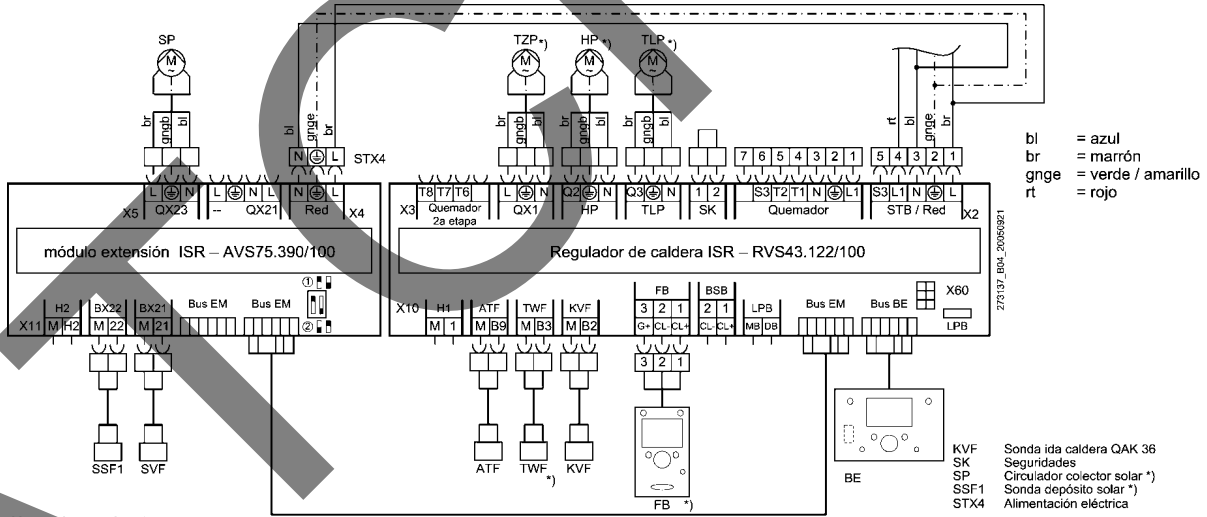 SP
TZP *)
HP *)
TLP *)
M
~
M
~
M
~
M
~
br
gngb
bl
bl
gnge
br
br
gngb
bl
br
gngb
bl
br
gngb
bl
rt
bl
gnge
br
N L STX4
7 6 5 4 3 2 1
5 4 3 2 1
bl = azul
br = marrón
gnge = verde / amarillo
rt = rojo
L N L N L N L
X5 QX23 -- QX21 Red X4
T8 T7 T6 L N Q2 N Q3 N 1 2 S3 T2 T1 N L1 S3 L1 N L
X3 Quemador 2a etapa QX1 HP TLP SK Quemador STB / Red X2
módulo extensión ISR – AVS75.390/100
Regulador de caldera ISR – RVS43.122/100
273137_B04_20050921
1
2
H2 BX22 BX21 Bus EM Bus EM
X11 M H2 M 22 M 21
X10 H1 ATF TWF KVF FB BSB LPB Bus EM Bus BE X60
M 1 M B9 M B3 M B2
3 2 1 2 1
G+ CL- CL+ CL- CL+ MB DB
LPB
3 2 1
SSF1
SVF
ATF
TWF *)
KVF
FB *)
BE
KVF Sonda ida caldera QAK 36
SK Seguridades
SP Circulador colector solar *)
SSF1 Sonda depósito solar *)
STX4 Alimentación eléctrica
TCT